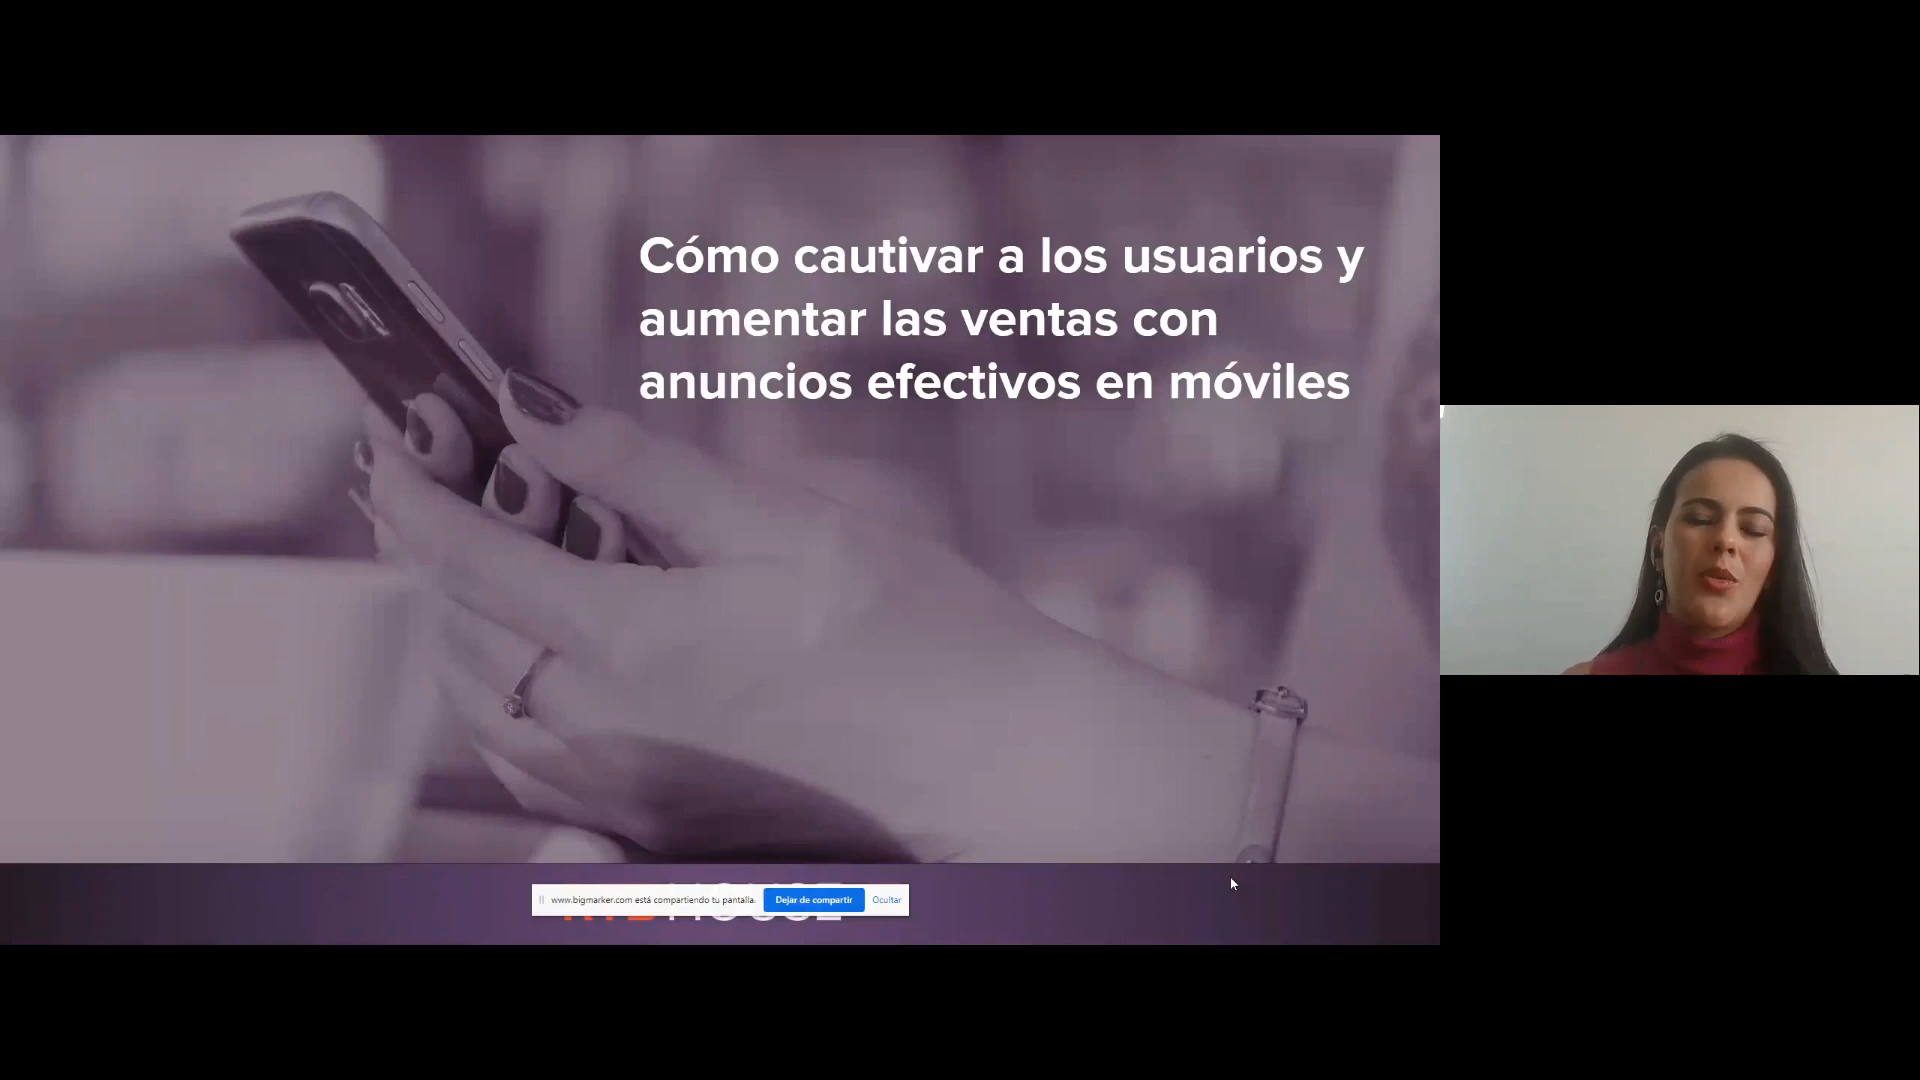 Cómo cautivar a los usuarios y
aumentar las ventas con
anuncios efectivos en móviles
www.bigmarker.com está compartiendo tu pantalla.
Dejar de compartir
Ocultar